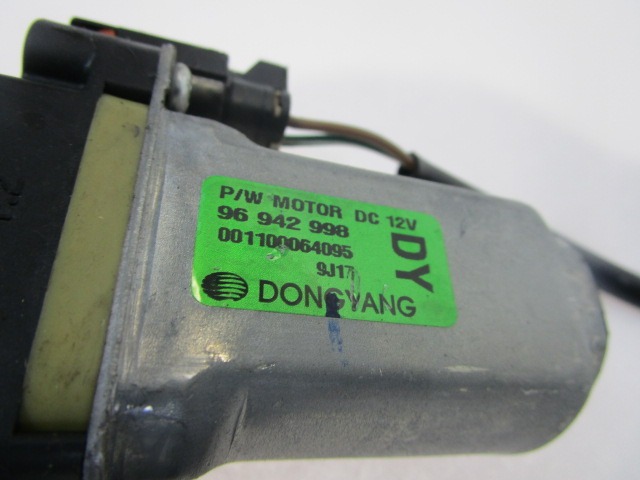 P/W MOTOR DC 12V
96 942 998
001100064095
9J17
DY
DONGYANG